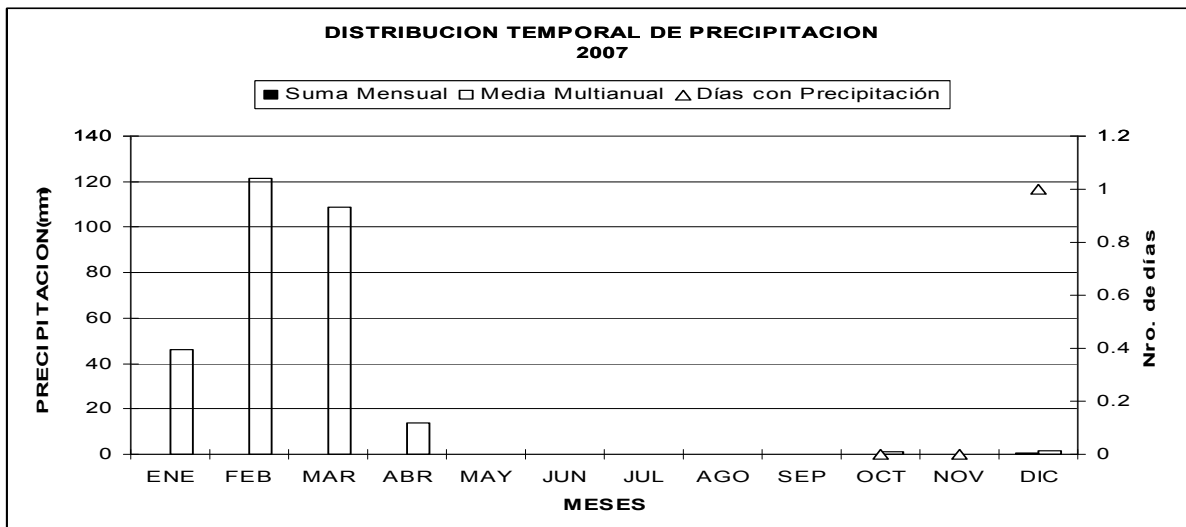 DISTRIBUCION TEMPORAL DE PRECIPITACION
2007
Suma Mensual Media Multianual Días con Precipitación
PRECIPITACION(mm)
140
120
100
80
60
40
20
0
1.2
1
0.8
0.6
0.4
0.2
0
Nro. de días
ENE FEB MAR ABR MAY JUN JUL AGO SEP OCT NOV DIC
MESES